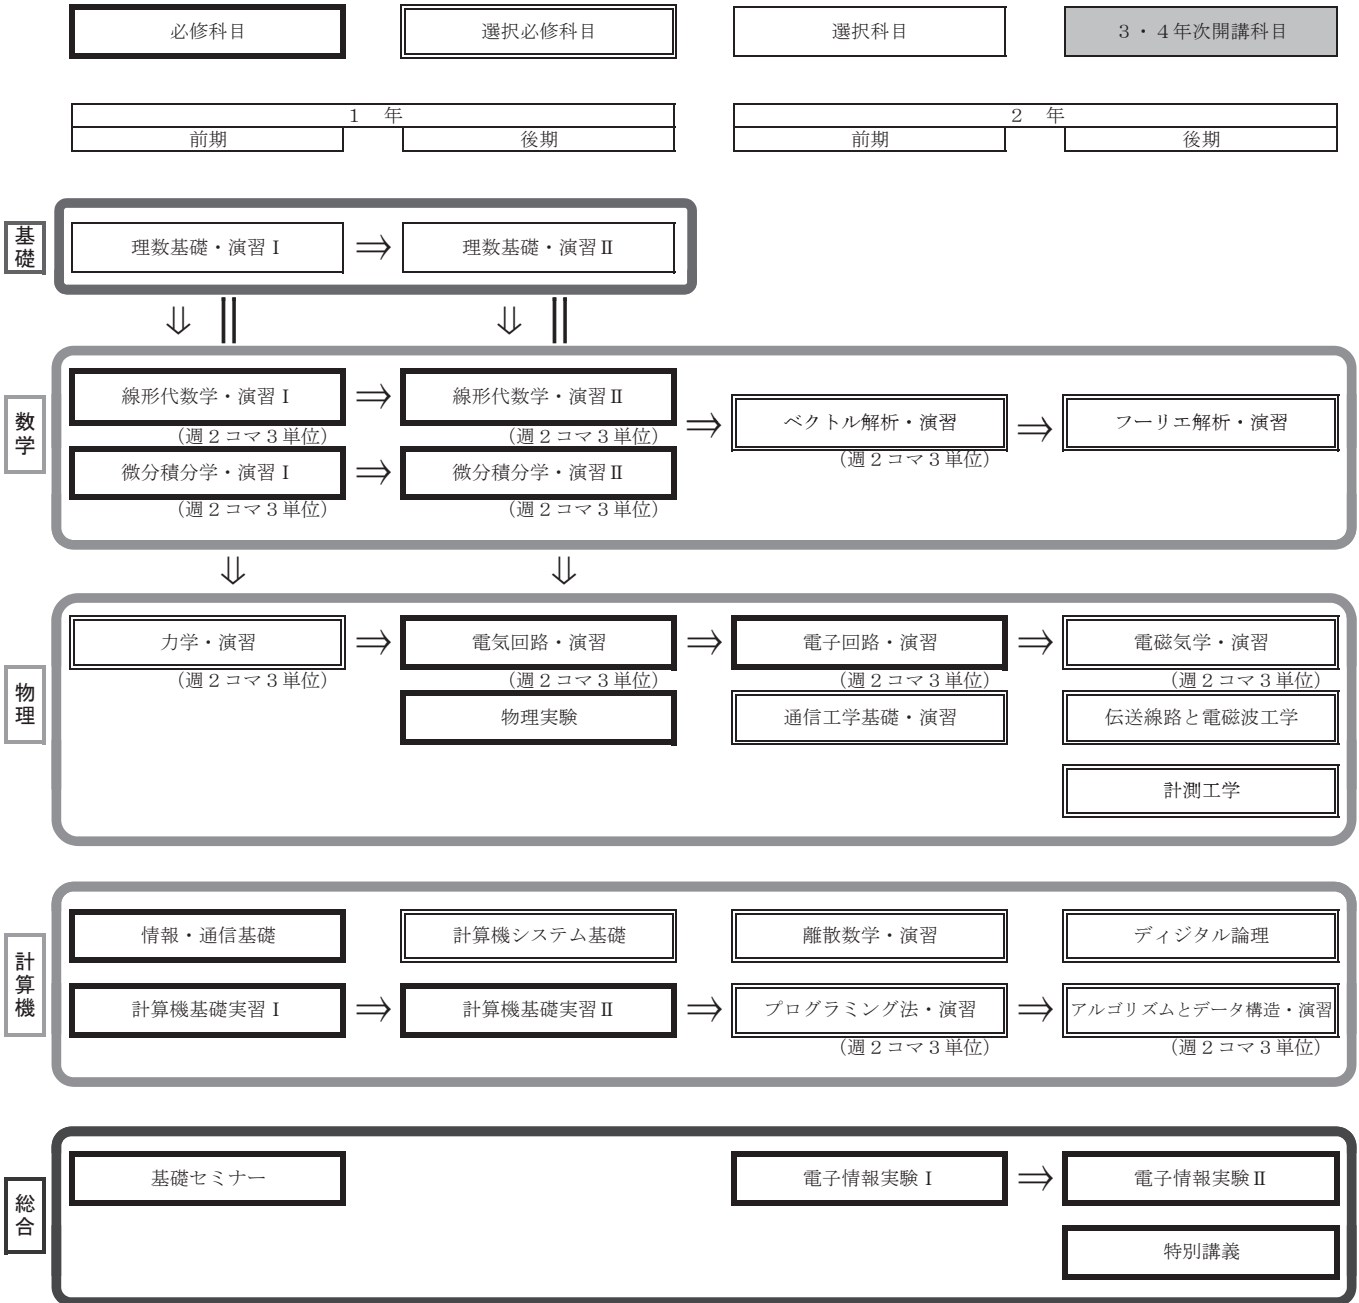 必修科目
選択必修科目
選択科目
３・４年次開講科目
１　年
前期
後期
２　年
前期
後期
基礎
理数基礎・演習Ⅰ
⇒
理数基礎・演習Ⅱ
⇓
⇓
数学
線形代数学・演習Ⅰ
⇒
線形代数学・演習Ⅱ
(週２コマ３単位)
(週２コマ３単位)
微分積分学・演習Ⅰ
⇒
微分積分学・演習Ⅱ
(週２コマ３単位)
(週２コマ３単位)
⇒
ベクトル解析・演習
(週２コマ３単位)
⇒
フーリエ解析・演習
⇓
⇓
物理
力学・演習
(週２コマ３単位)
⇒
電気回路・演習
(週２コマ３単位)
⇒
電子回路・演習
(週２コマ３単位)
⇒
電磁気学・演習
(週２コマ３単位)
物理実験
通信工学基礎・演習
伝送線路と電磁波工学
計測工学
計算機
情報・通信基礎
計算機システム基礎
離散数学・演習
ディジタル論理
計算機基礎実習Ⅰ
⇒
計算機基礎実習Ⅱ
⇒
プログラミング法・演習
(週２コマ３単位)
⇒
アルゴリズムとデータ構造・演習
(週２コマ３単位)
総合
基礎セミナー
電子情報実験Ⅰ
⇒
電子情報実験Ⅱ
特別講義